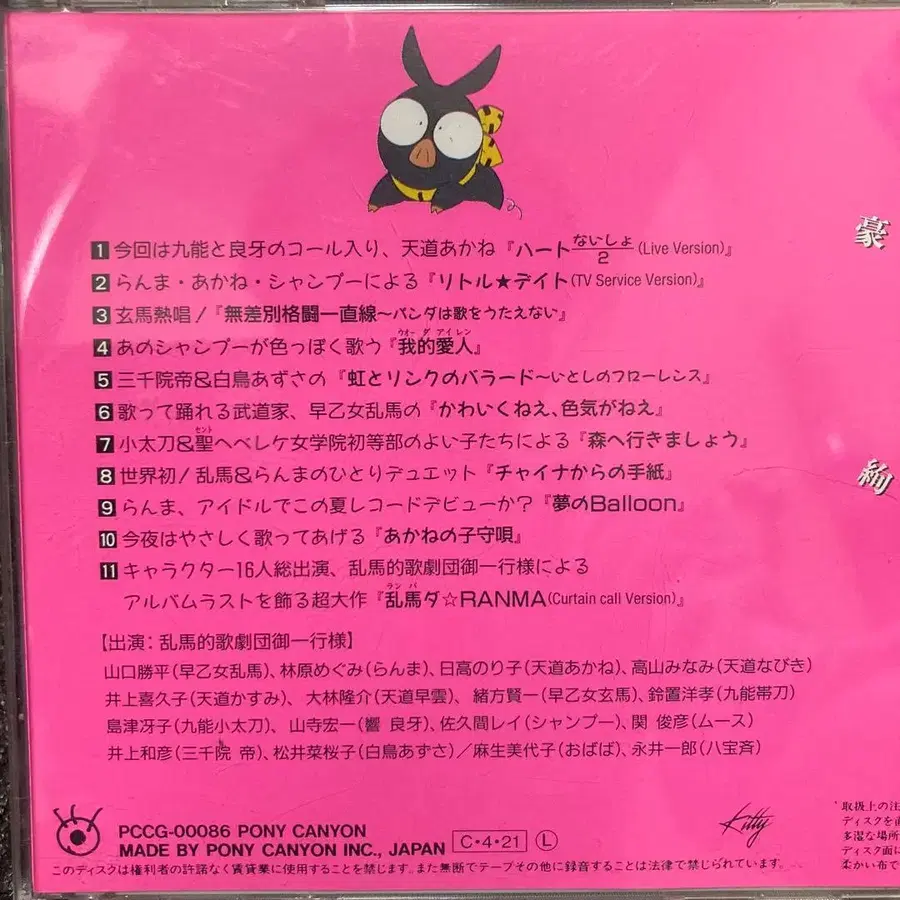 1 今回は九能と良牙のコール入り、天道あかね『ハートないしょ/2(Live Version)』
2 らんま・あかね・シャンプーによる『リトル★デイト(TV Service Version)』
3 玄馬熱唱!『無差別格闘一直線〜パンダは歌をうたえない』
ウォー ダ アイ レン
4 あのシャンプーが色っぽく歌う『我的愛人』
5 三千院帝&白鳥あずさの『虹とリンクのバラード〜いとしのフローレンス』
6 歌って踊れる武道家、早乙女乱馬の『かわいくねえ、色気がねえ』
セント
7 小太刀&聖ヘベレケ女学院初等部のよい子たちによる『森へ行きましょう』
8 世界初!乱馬&らんまのひとりデュエット『チャイナからの手紙』
9 らんま、アイドルでこの夏レコードデビューか?『夢のBalloon』
10 今夜はやさしく歌ってあげる『あかねの子守唄』
11 キャラクター16人総出演、乱馬的歌劇団御一行様による
ラン バ
アルバムラストを飾る超大作『乱馬ダ☆RANMA(Curtain call Version)』
【出演:乱馬的歌劇団御一行様】
山口勝平(早乙女乱馬)、林原めぐみ(らんま)、日高のり子(天道あかね)、高山みなみ(天道なびき)
井上喜久子(天道かすみ)、大林隆介(天道早雲)、緒方賢一(早乙女玄馬)、鈴置洋孝(九能帯刀)
島津冴子(九能小太刀)、山寺宏一(響 良牙)、佐久間レイ(シャンプー)、関 俊彦(ムース)
井上和彦(三千院 帝)、松井菜桜子(白鳥あずさ)/麻生美代子(おばば)、永井一郎(八宝斉)
PCCG-00086 PONY CANYON
MADE BY PONY CANYON INC., JAPAN C・4・21 L
このディスクは権利者の許諾なく賃貸業に使用することを禁じます。また無断でテープその他に録音することは法律で禁じられています。
Kitty
取扱上の注
ディスクを両
多湿な場所
ディスク面に
柔かい布で
豪
絢